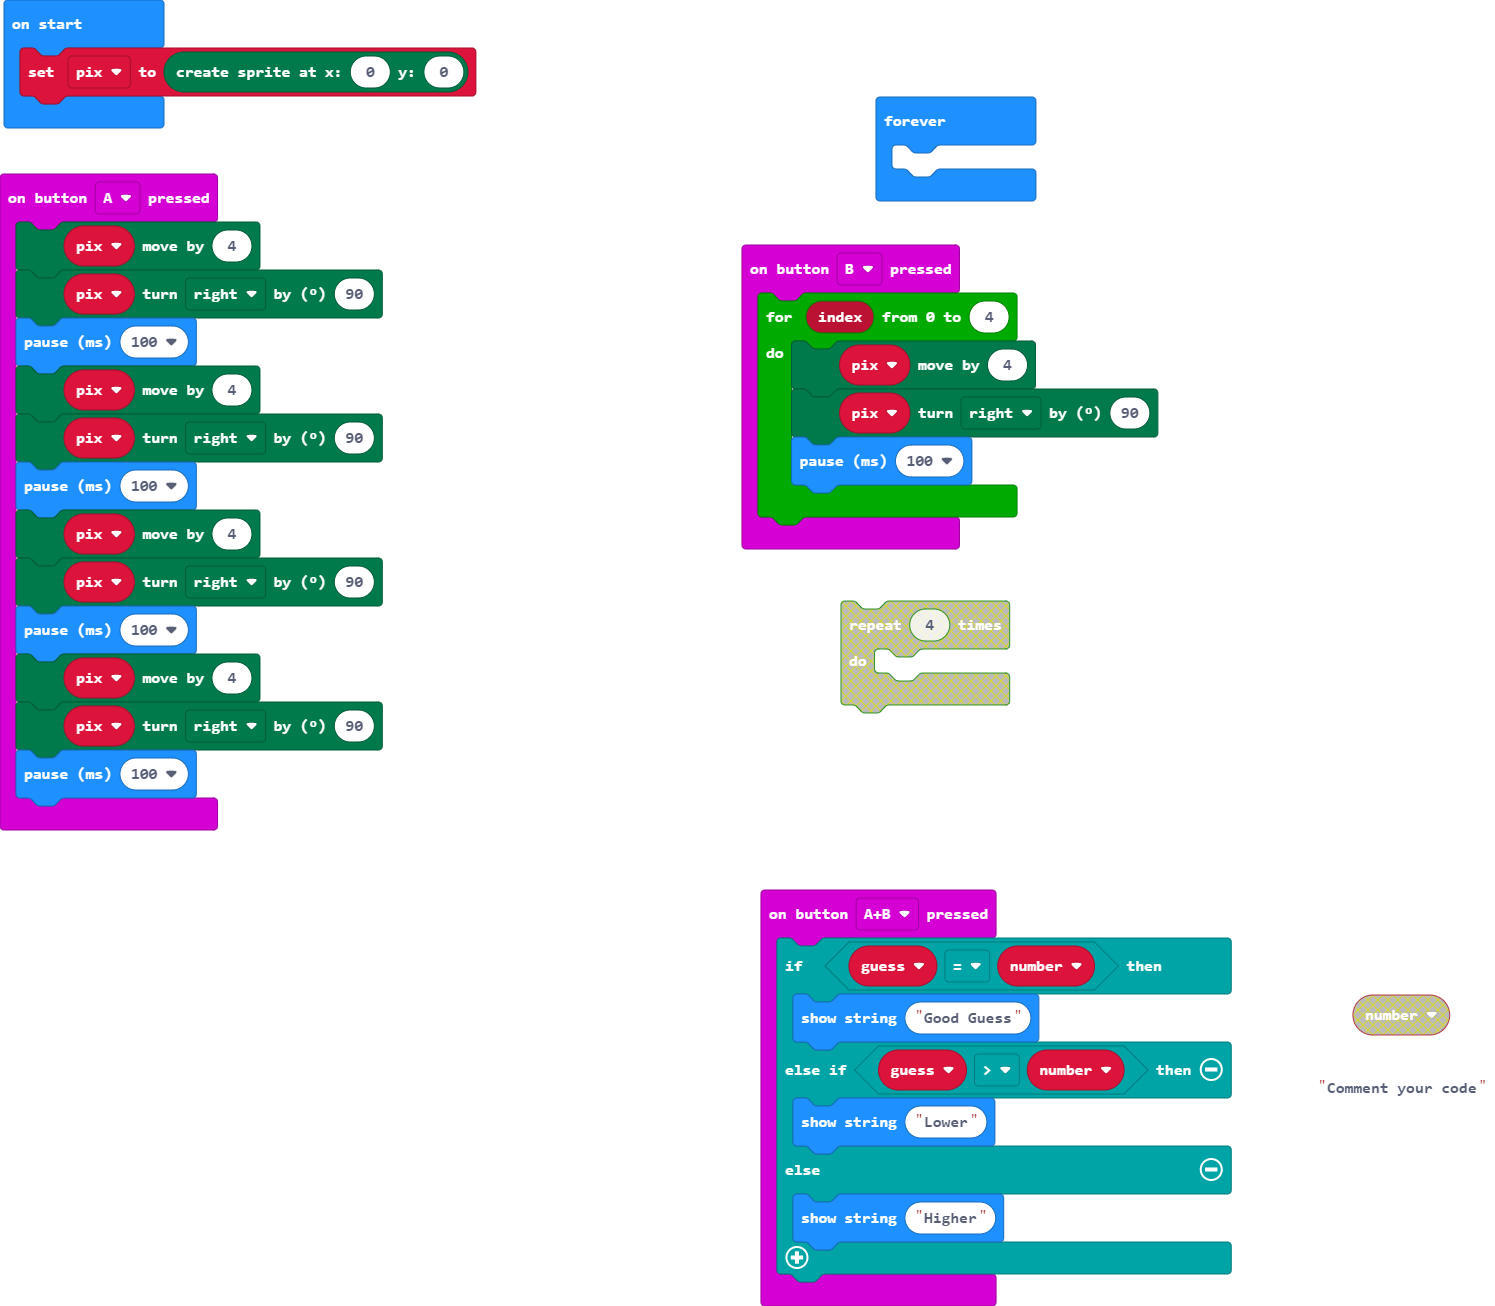 on start
set pix to create sprite at x: 0 y: 0
forever
on button A pressed
pix move by 4
pix turn right by (º) 90
pause (ms) 100
pix move by 4
pix turn right by (º) 90
pause (ms) 100
pix move by 4
pix turn right by (º) 90
pause (ms) 100
pix move by 4
pix turn right by (º) 90
pause (ms) 100
on button B pressed
for index from 0 to 4
do
pix move by 4
pix turn right by (º) 90
pause (ms) 100
repeat 4 times
do
on button A+B pressed
if guess = number then
show string "Good Guess"
else if guess > number then
show string "Lower"
else
show string "Higher"
number
"Comment your code"